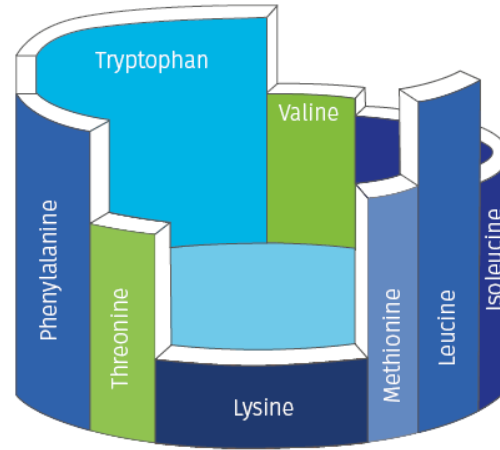 Tryptophan
Valine
Phenylalanine
Threonine
Lysine
Methionine
Leucine
Isoleucine